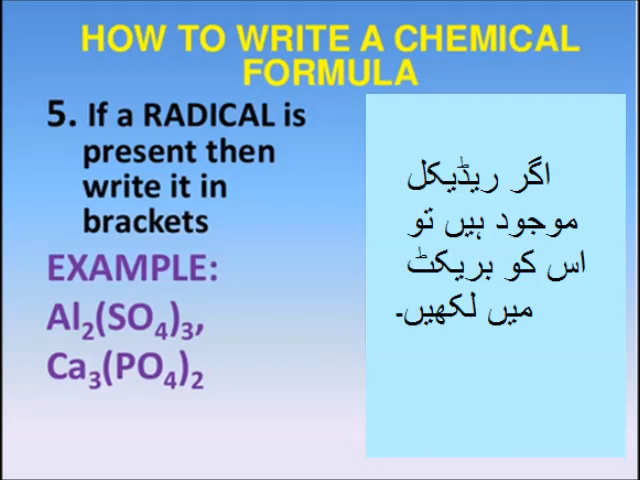 HOW TO WRITE A CHEMICAL
FORMULA
5. If a RADICAL is
present then
write it in
brackets
EXAMPLE:
Al₂(SO₄)₃,
Ca₃(PO₄)₂
اگر ریڈیکل
موجود ہیں تو
اس کو بریکٹ
میں لکھیں۔